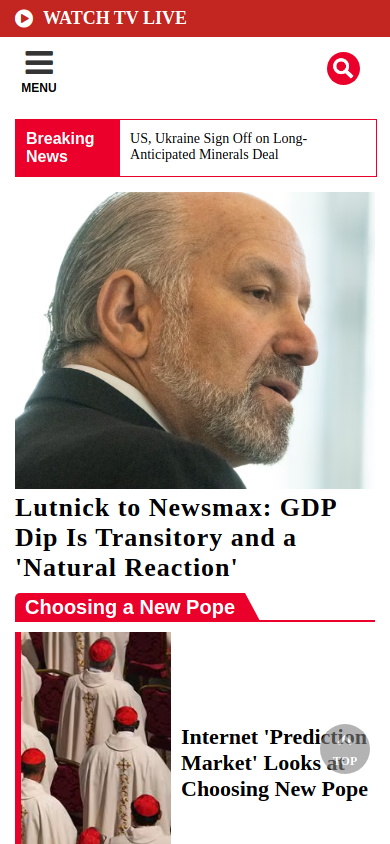 WATCH TV LIVE
MENU
Breaking
News
US, Ukraine Sign Off on Long-
Anticipated Minerals Deal
Lutnick to Newsmax: GDP
Dip Is Transitory and a
'Natural Reaction'
Choosing a New Pope
Internet 'Prediction
Market' Looks at
Choosing New Pope
TOP